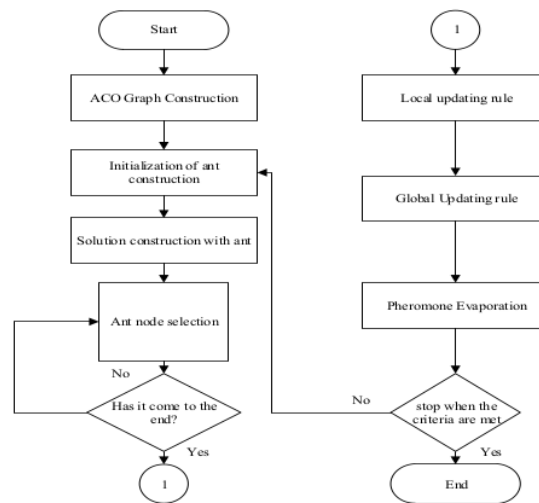 Start
ACO Graph Construction
Initialization of ant
construction
Solution construction with ant
Ant node selection
No
Has it come to the
end?
Yes
1
1
Local updating rule
Global Updating rule
Pheromone Evaporation
No
stop when the
criteria are met
Yes
End